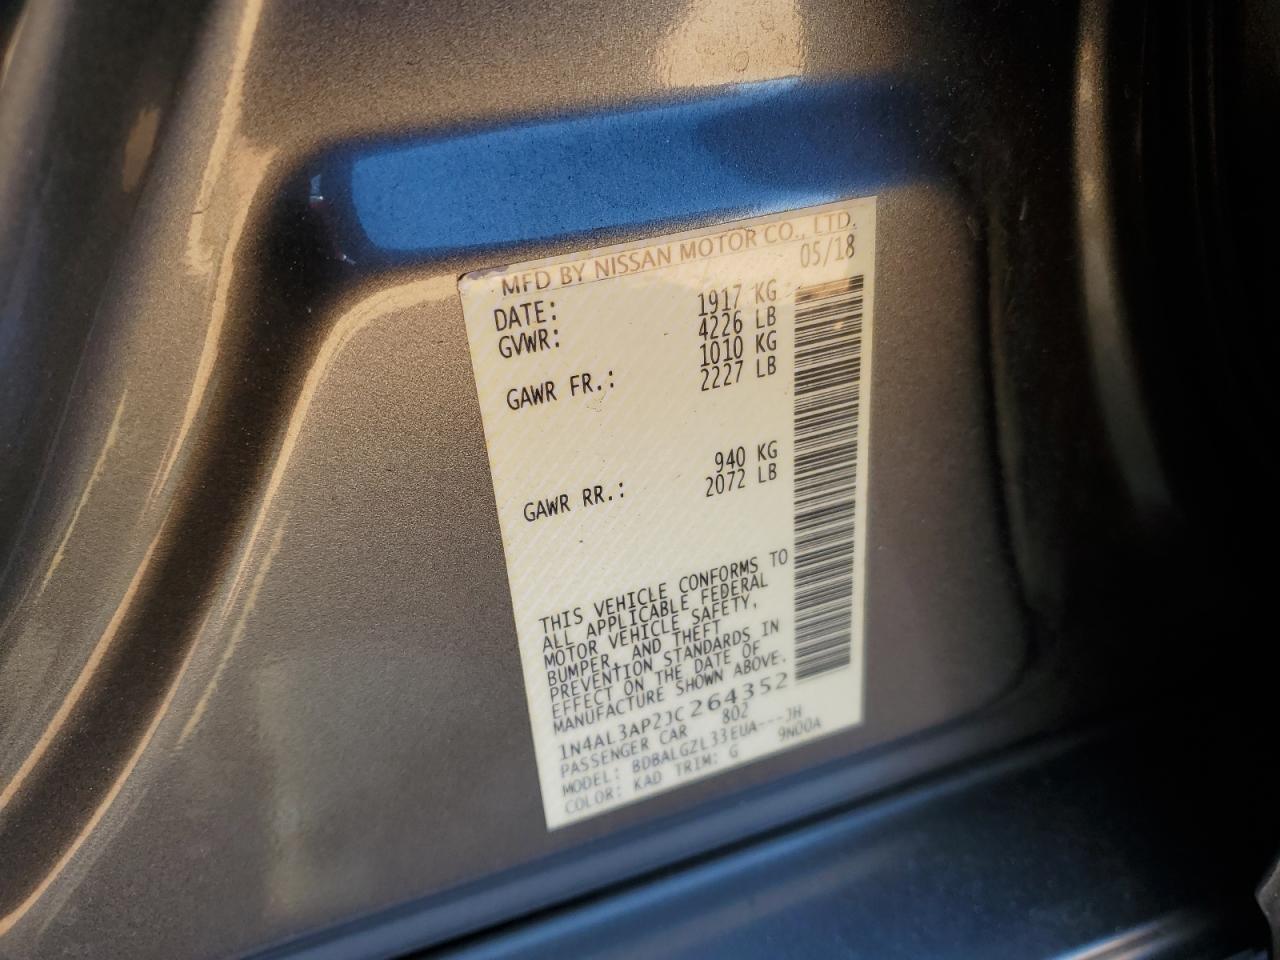 MFD BY NISSAN MOTOR CO., LTD.
DATE: 05/18
GVWR: 1917 KG
4226 LB
GAWR FR.: 1010 KG
2227 LB
GAWR RR.: 940 KG
2072 LB
THIS VEHICLE CONFORMS TO
ALL APPLICABLE FEDERAL
MOTOR VEHICLE SAFETY,
BUMPER, AND THEFT
PREVENTION STANDARDS IN
EFFECT ON THE DATE OF
MANUFACTURE SHOWN ABOVE.
1N4AL3AP2JC264352
PASSENGER CAR 802
MODEL: BDBALGZL33EUA---JH
COLOR: KAD TRIM: G 9N00A